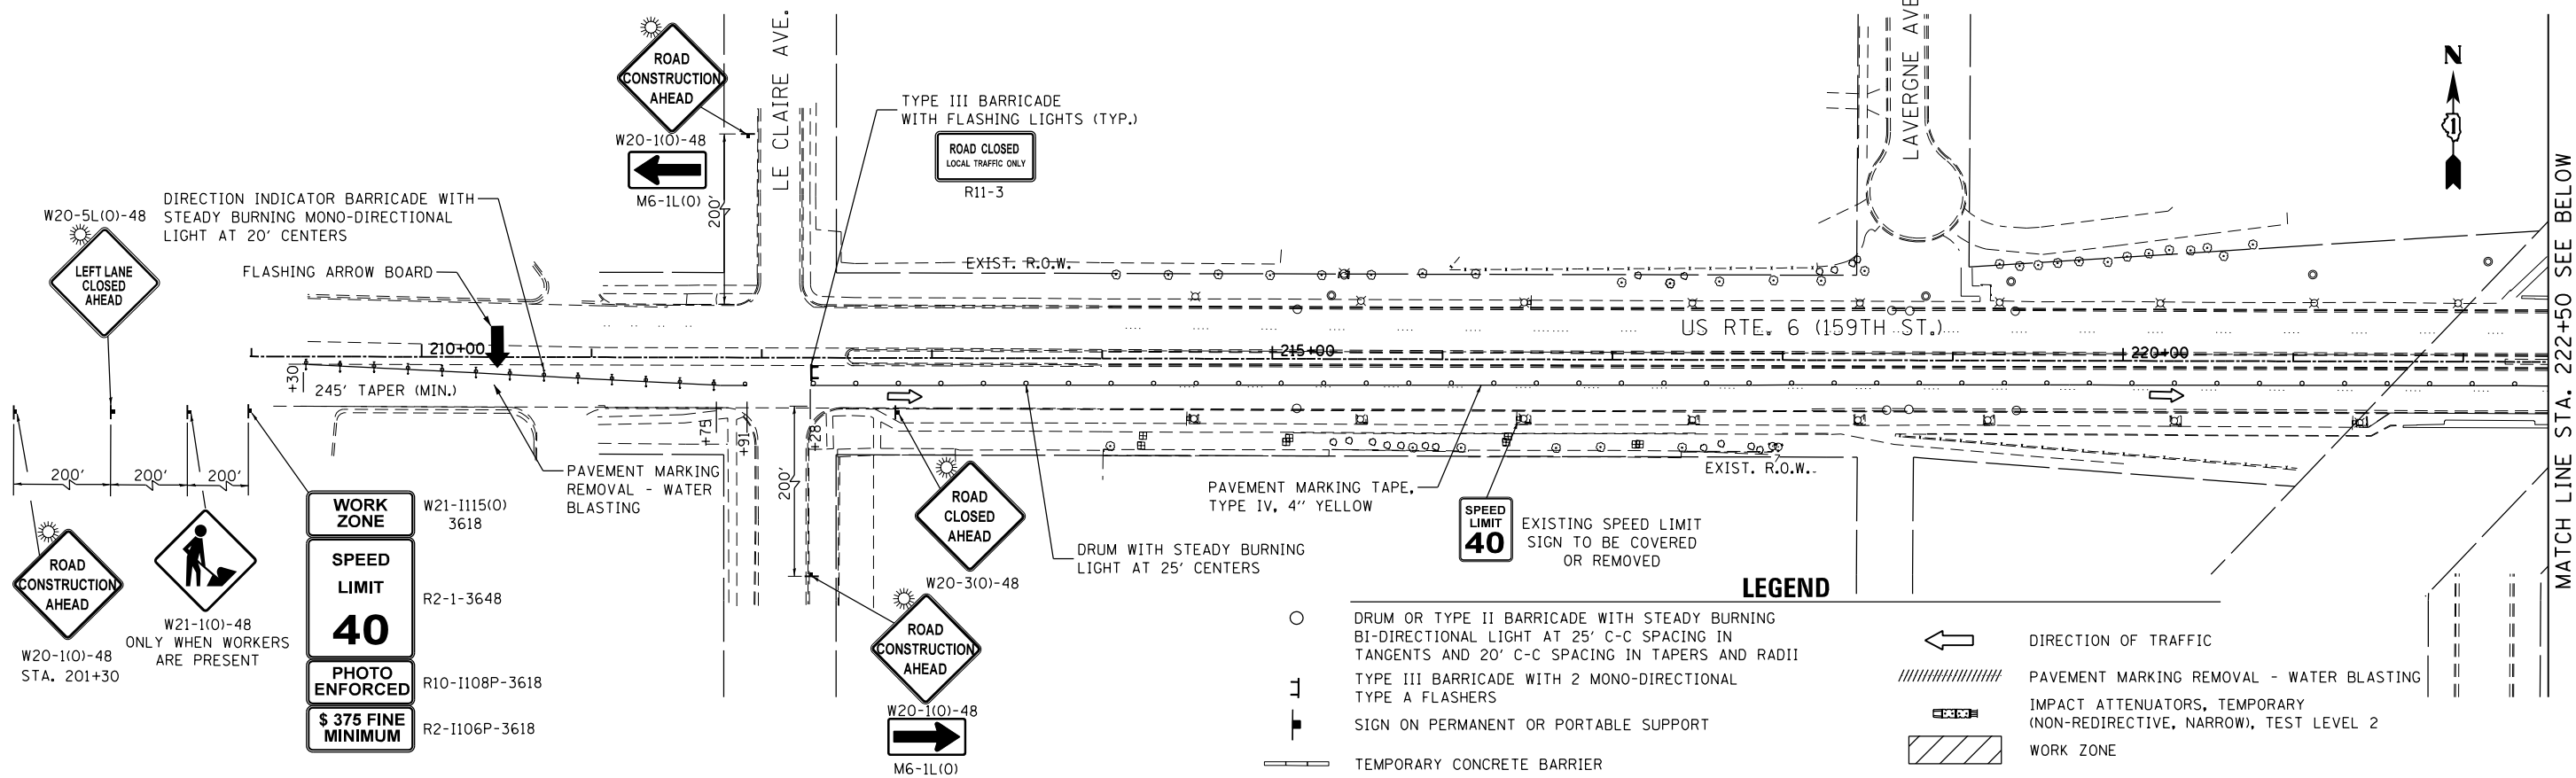 ROAD
CONSTRUCTION
AHEAD
W20-1(O)-48
M6-1L(O)
200'
LE CLAIRE AVE.
TYPE III BARRICADE
WITH FLASHING LIGHTS (TYP.)
ROAD CLOSED
LOCAL TRAFFIC ONLY
R11-3
LAVERGNE AVE
N
1
MATCH LINE STA. 222+50 SEE BELOW
W20-5L(O)-48
LEFT LANE
CLOSED
AHEAD
DIRECTION INDICATOR BARRICADE WITH
STEADY BURNING MONO-DIRECTIONAL
LIGHT AT 20' CENTERS
FLASHING ARROW BOARD
EXIST. R.O.W.
US RTE. 6 (159TH ST.)
210+00
215+00
220+00
+30
245' TAPER (MIN.)
+75
+91
+28
200'
200'
200'
200'
PAVEMENT MARKING
REMOVAL - WATER
BLASTING
ROAD
CONSTRUCTION
AHEAD
W20-1(O)-48
STA. 201+30
W21-1(O)-48
ONLY WHEN WORKERS
ARE PRESENT
WORK
ZONE
W21-I115(O)
3618
SPEED
LIMIT
40
R2-1-3648
PHOTO
ENFORCED
R10-I108P-3618
$ 375 FINE
MINIMUM
R2-I106P-3618
ROAD
CLOSED
AHEAD
W20-3(O)-48
ROAD
CONSTRUCTION
AHEAD
W20-1(O)-48
M6-1L(O)
DRUM WITH STEADY BURNING
LIGHT AT 25' CENTERS
PAVEMENT MARKING TAPE,
TYPE IV, 4" YELLOW
SPEED
LIMIT
40
EXISTING SPEED LIMIT
SIGN TO BE COVERED
OR REMOVED
EXIST. R.O.W.
LEGEND
DRUM OR TYPE II BARRICADE WITH STEADY BURNING
BI-DIRECTIONAL LIGHT AT 25' C-C SPACING IN
TANGENTS AND 20' C-C SPACING IN TAPERS AND RADII
TYPE III BARRICADE WITH 2 MONO-DIRECTIONAL
TYPE A FLASHERS
SIGN ON PERMANENT OR PORTABLE SUPPORT
TEMPORARY CONCRETE BARRIER
DIRECTION OF TRAFFIC
PAVEMENT MARKING REMOVAL - WATER BLASTING
IMPACT ATTENUATORS, TEMPORARY
(NON-REDIRECTIVE, NARROW), TEST LEVEL 2
WORK ZONE